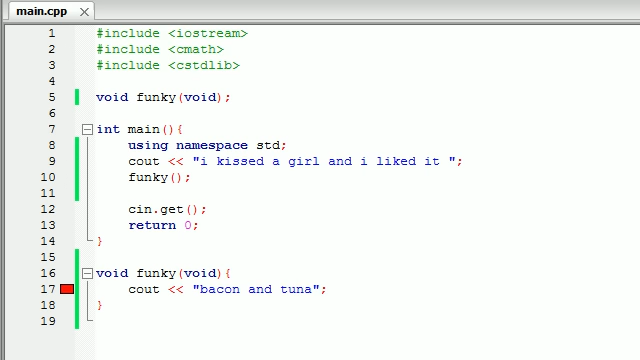 main.cpp
1 #include <iostream>
2 #include <cmath>
3 #include <cstdlib>
4
5 void funky(void);
6
7 int main(){
8 using namespace std;
9 cout << "i kissed a girl and i liked it ";
10 funky();
11
12 cin.get();
13 return 0;
14 }
15
16 void funky(void){
17 cout << "bacon and tuna";
18 }
19